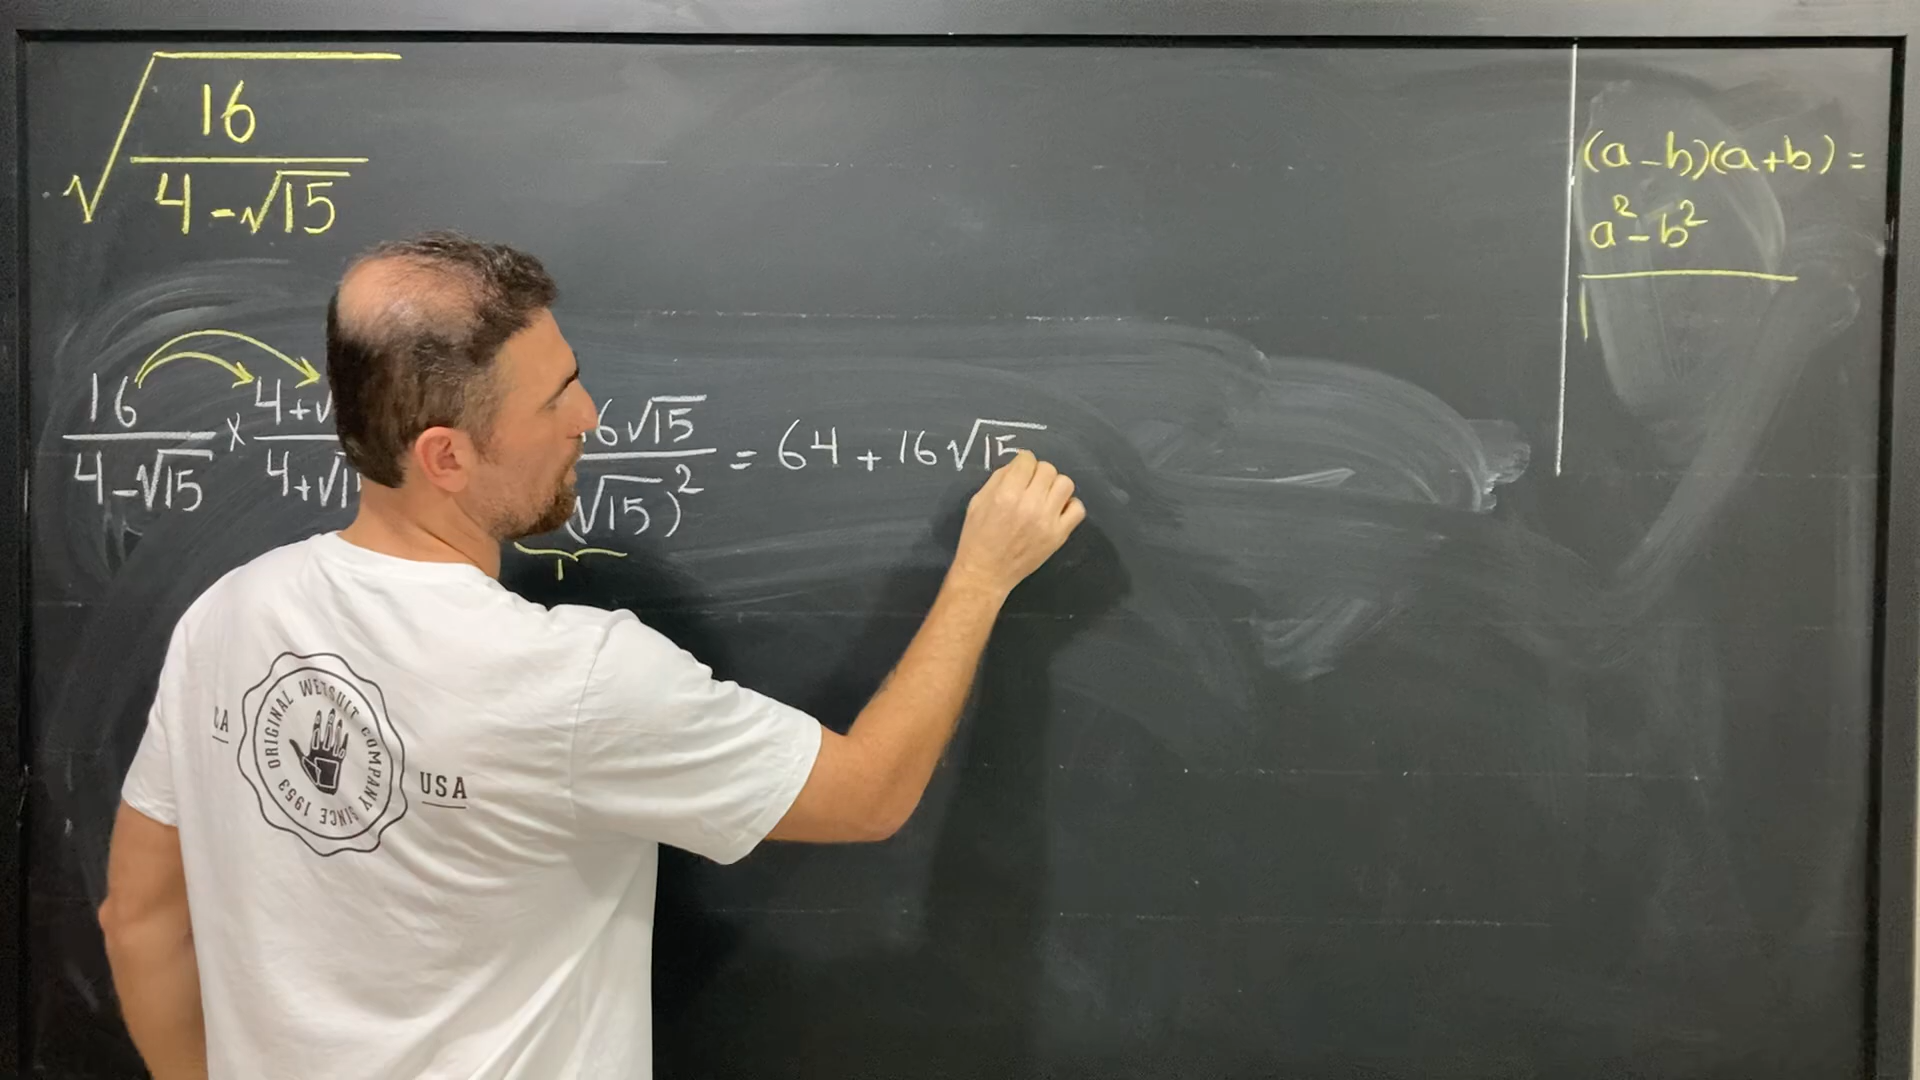 √(16/(4-√15))
(a-b)(a+b) =
a²-b²
16/(4-√15) x 4+√ / 4+√1 6√15 / (√15)² = 64 + 16√15
1
ORIGINAL WETSUIT COMPANY SINCE 1953
USA